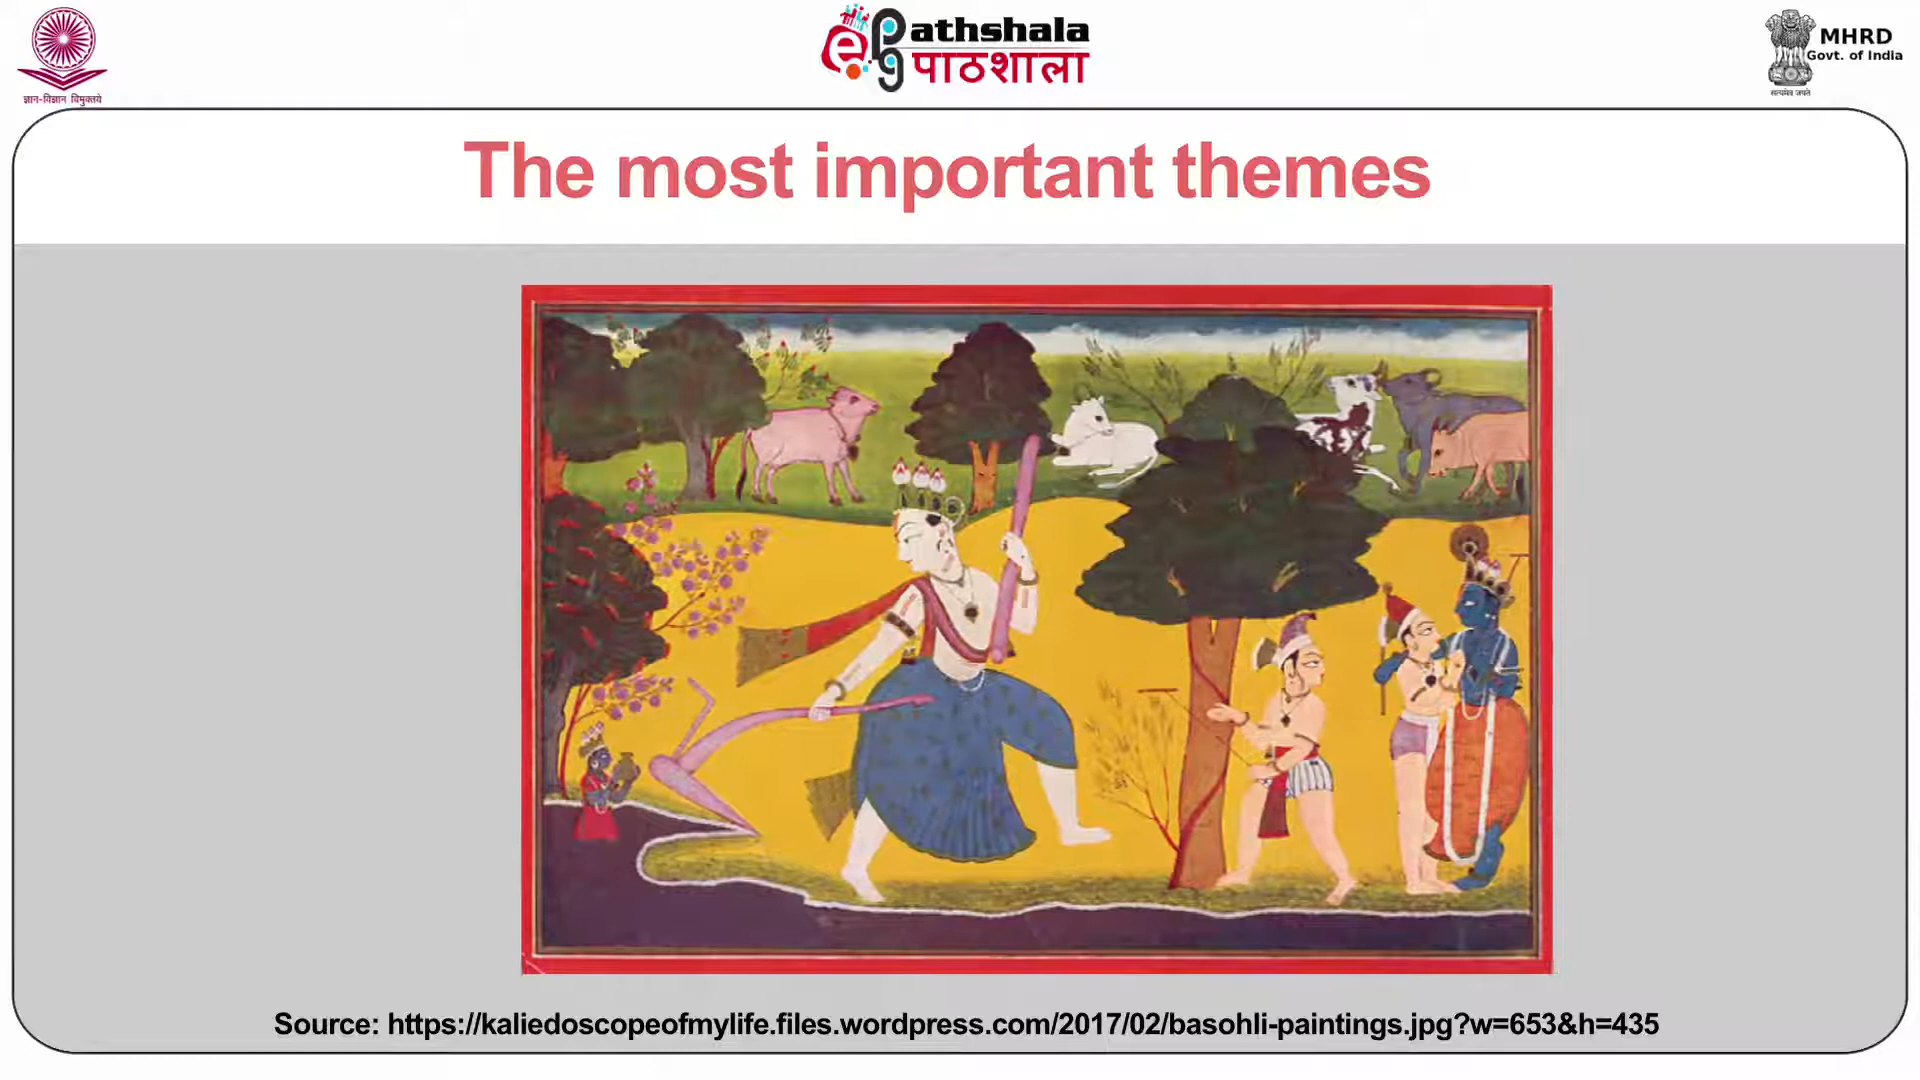 ज्ञान-विज्ञान विमुक्तये
e
pg
athshala
पाठशाला
MHRD
Govt. of India
सत्यमेव जयते
The most important themes
Source: https://kaliedoscopeofmylife.files.wordpress.com/2017/02/basohli-paintings.jpg?w=653&h=435